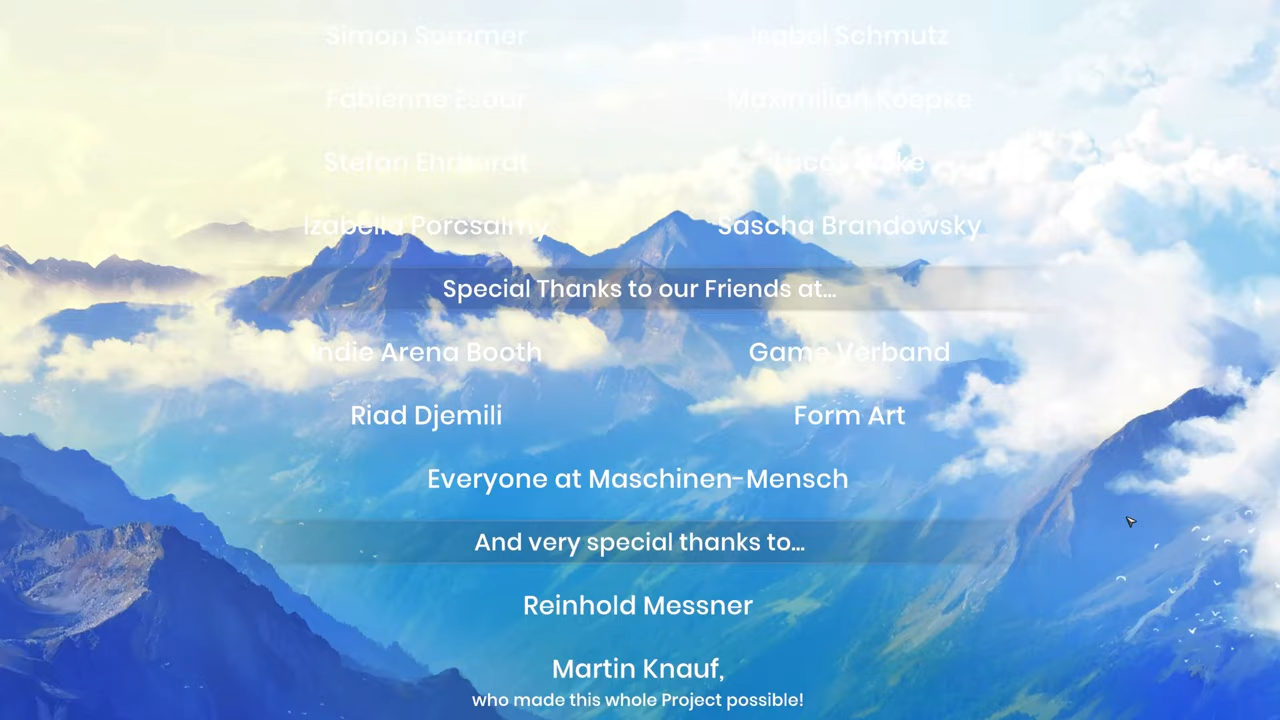 Simon Sommer
Schmutz
Fabienne
Maximilian Koepke
Stefan Ehrhardt
Izabella Porcsalmy
Sascha Brandowsky
Special Thanks to our Friends at...
Indie Arena Booth
Game Verband
Riad Djemili
Form Art
Everyone at Maschinen-Mensch
And very special thanks to...
Reinhold Messner
Martin Knauf,
who made this whole Project possible!